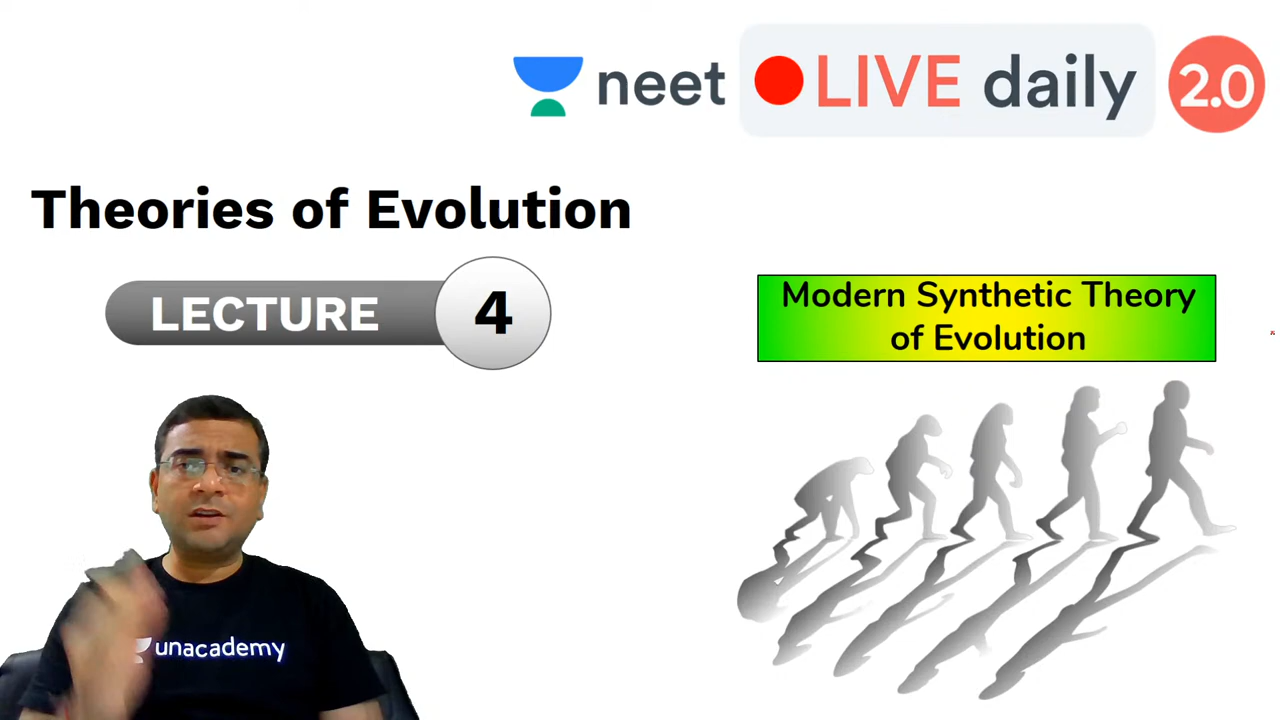 neet LIVE daily 2.0
Theories of Evolution
LECTURE 4
Modern Synthetic Theory
of Evolution
unacademy